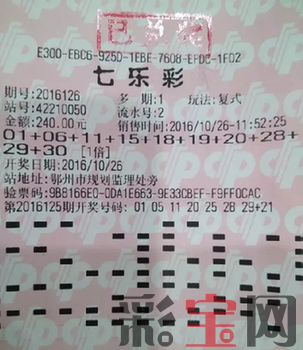 已兑奖
E300-EBC6-925D-1EBE-7608-EFDC-1F02
七乐彩
期号:2016126 多期:1 玩法:复式
站号:42210050 流水号:2
金额:240.00元 销售时间:2016/10/26-11:52:25
01+06+11+15+18+19+20+28+
29+30 [1倍]
开奖日期:2016/10/26
站址:鄂州市规划监理处旁
验票码:9B8166E0-0DA1E663-9E33CBEF-F9FF0CAC
第2016125期开奖号码: 01 05 11 20 25 28 29+21
彩宝网